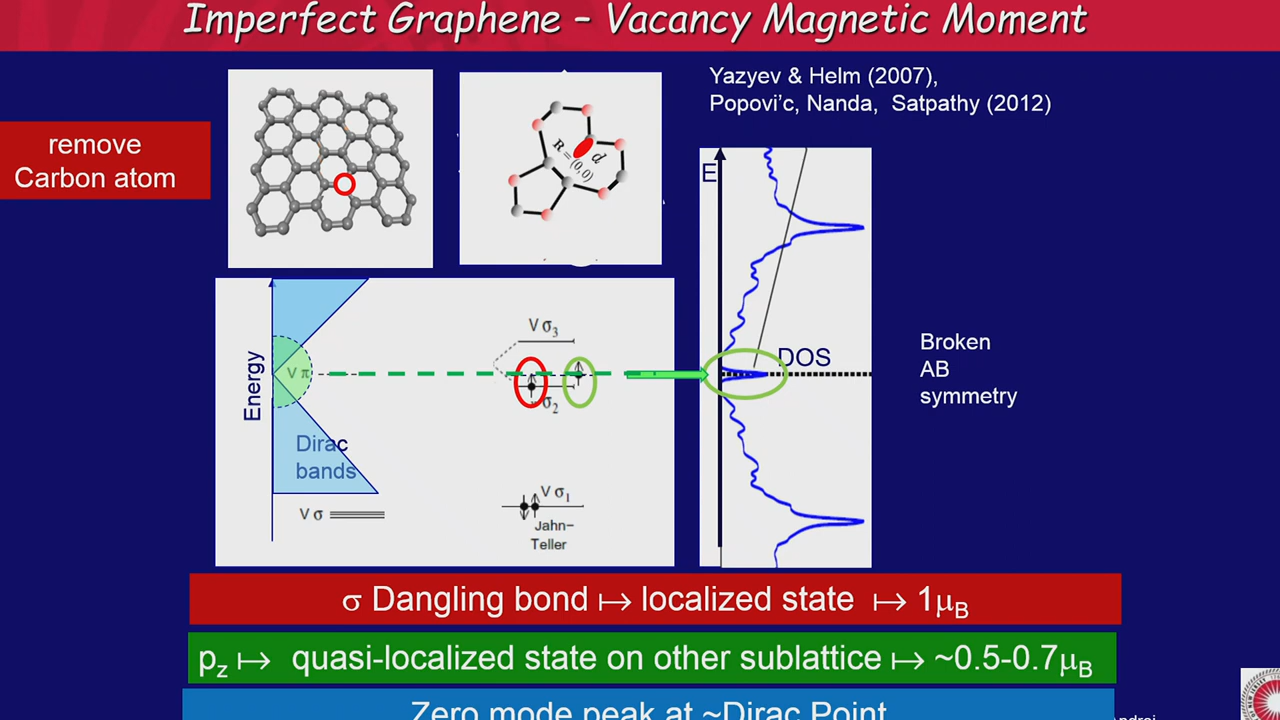 Imperfect Graphene – Vacancy Magnetic Moment
remove
Carbon atom
R = (0,0)
d
Yazyev & Helm (2007),
Popovi'c, Nanda, Satpathy (2012)
E
DOS
Broken
AB
symmetry
Energy
V π
Dirac
bands
V σ
V σ3
σ2
V σ1
Jahn–
Teller
σ Dangling bond ↦ localized state ↦ 1μB
pz ↦ quasi-localized state on other sublattice ↦ ~0.5-0.7μB
Zero mode peak at ~Dirac Point